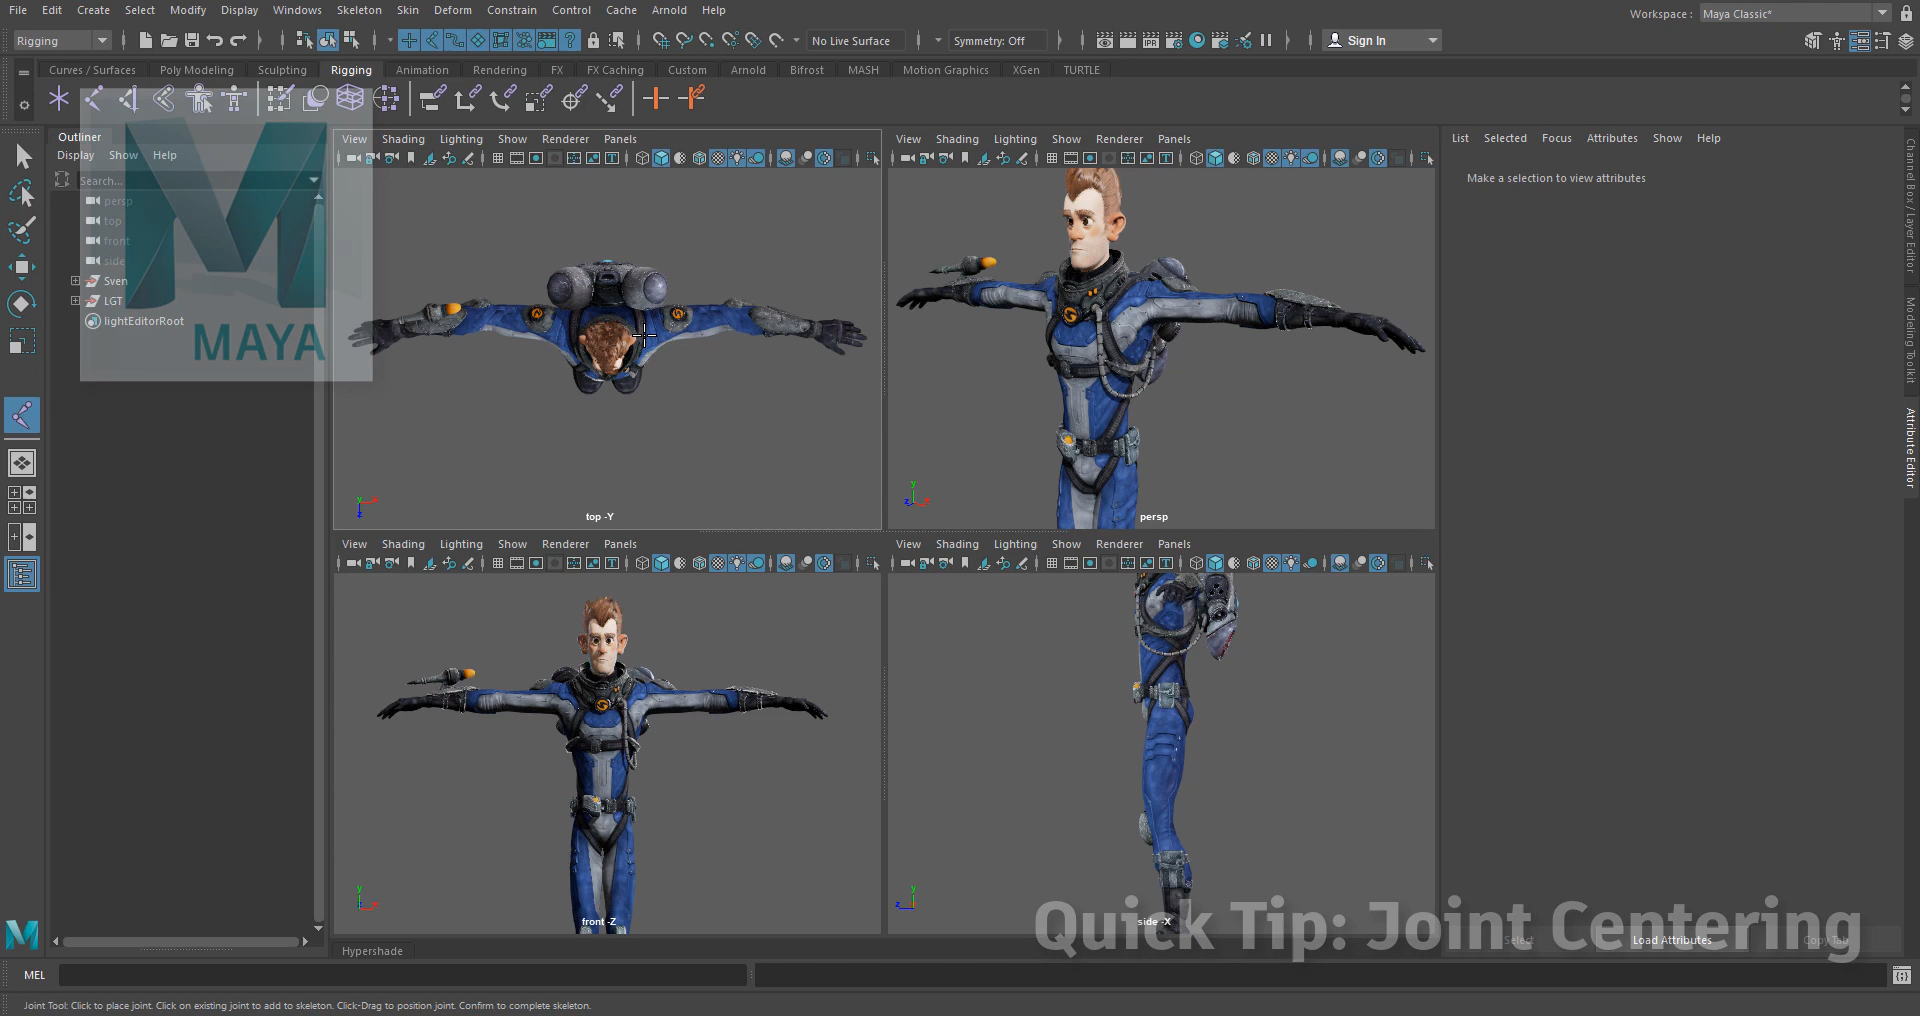 File Edit Create Select Modify Display Windows Skeleton Skin Deform Constrain Control Cache Arnold Help
Workspace : Maya Classic*
Rigging
No Live Surface
Symmetry: Off
Sign In
Curves / Surfaces Poly Modeling Sculpting Rigging Animation Rendering FX FX Caching Custom Arnold Bifrost MASH Motion Graphics XGen TURTLE
IPR
Outliner
Display Show Help
Search...
persp
top
front
side
Sven
LGT
lightEditorRoot
MAYA
View Shading Lighting Show Renderer Panels
top -Y
View Shading Lighting Show Renderer Panels
persp
View Shading Lighting Show Renderer Panels
front -Z
View Shading Lighting Show Renderer Panels
side -X
List Selected Focus Attributes Show Help
Make a selection to view attributes
Channel Box / Layer Editor
Modeling Toolkit
Attribute Editor
Quick Tip: Joint Centering
Select
Load Attributes
Copy Tab
Hypershade
MEL
Joint Tool: Click to place joint. Click on existing joint to add to skeleton. Click-Drag to position joint. Confirm to complete skeleton.